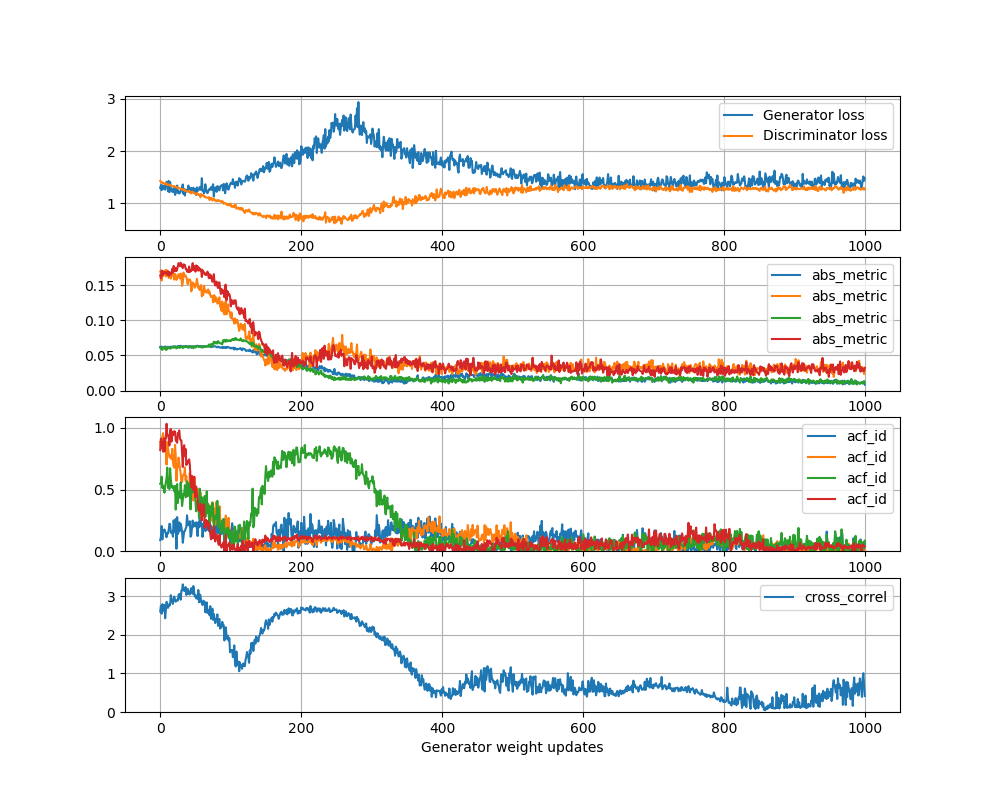 3
2
1
Generator loss
Discriminator loss
0 200 400 600 800 1000
0.15
0.10
0.05
0.00
abs_metric
abs_metric
abs_metric
abs_metric
0 200 400 600 800 1000
1.0
0.5
0.0
acf_id
acf_id
acf_id
acf_id
0 200 400 600 800 1000
3
2
1
0
cross_correl
0 200 400 600 800 1000
Generator weight updates